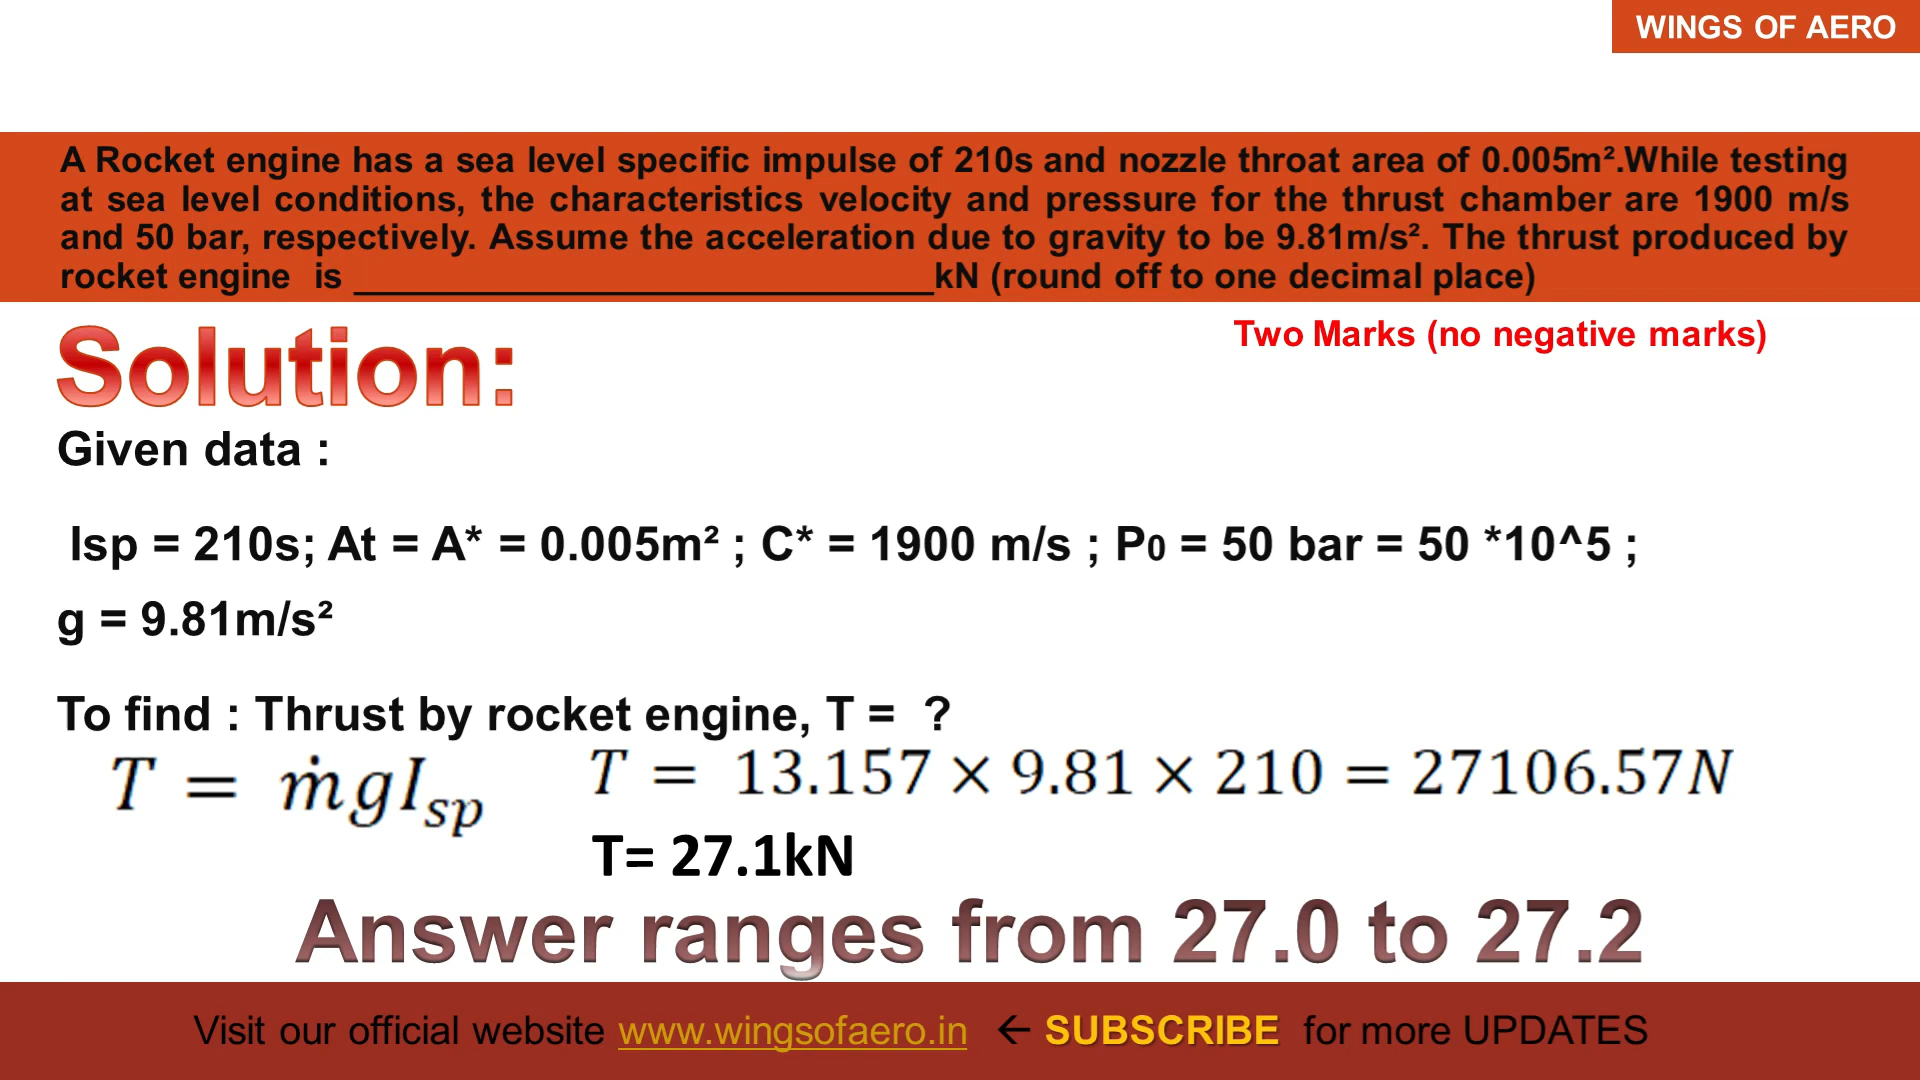 WINGS OF AERO
A Rocket engine has a sea level specific impulse of 210s and nozzle throat area of 0.005m².While testing
at sea level conditions, the characteristics velocity and pressure for the thrust chamber are 1900 m/s
and 50 bar, respectively. Assume the acceleration due to gravity to be 9.81m/s². The thrust produced by
rocket engine is _____________________________kN (round off to one decimal place)
Two Marks (no negative marks)
Solution:
Given data :
Isp = 210s; At = A* = 0.005m² ; C* = 1900 m/s ; P₀ = 50 bar = 50 *10^5 ;
g = 9.81m/s²
To find : Thrust by rocket engine, T = ?
T = ṁgI_sp
T = 13.157 × 9.81 × 210 = 27106.57N
T= 27.1kN
Answer ranges from 27.0 to 27.2
Visit our official website www.wingsofaero.in ← SUBSCRIBE for more UPDATES